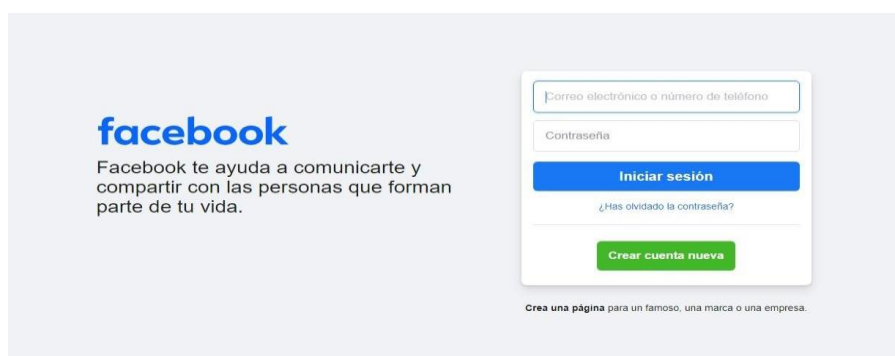 facebook
Facebook te ayuda a comunicarte y
compartir con las personas que forman
parte de tu vida.
Correo electrónico o número de teléfono
Contraseña
Iniciar sesión
¿Has olvidado la contraseña?
Crear cuenta nueva
Crea una página para un famoso, una marca o una empresa.